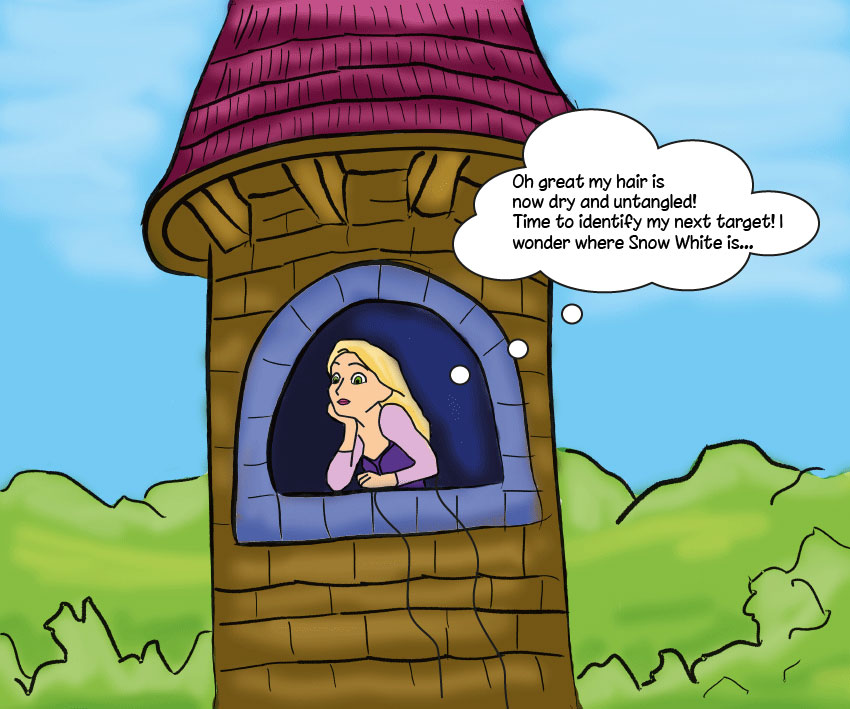 Oh great my hair is
now dry and untangled!
Time to identify my next target! I
wonder where Snow White is...